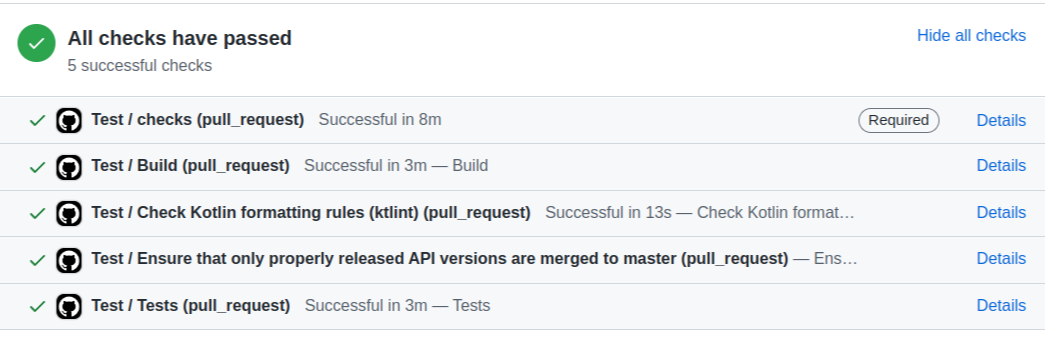 All checks have passed
Hide all checks
5 successful checks
Test / checks (pull_request) Successful in 8m Required Details
Test / Build (pull_request) Successful in 3m — Build Details
Test / Check Kotlin formatting rules (ktlint) (pull_request) Successful in 13s — Check Kotlin format… Details
Test / Ensure that only properly released API versions are merged to master (pull_request) — Ens… Details
Test / Tests (pull_request) Successful in 3m — Tests Details